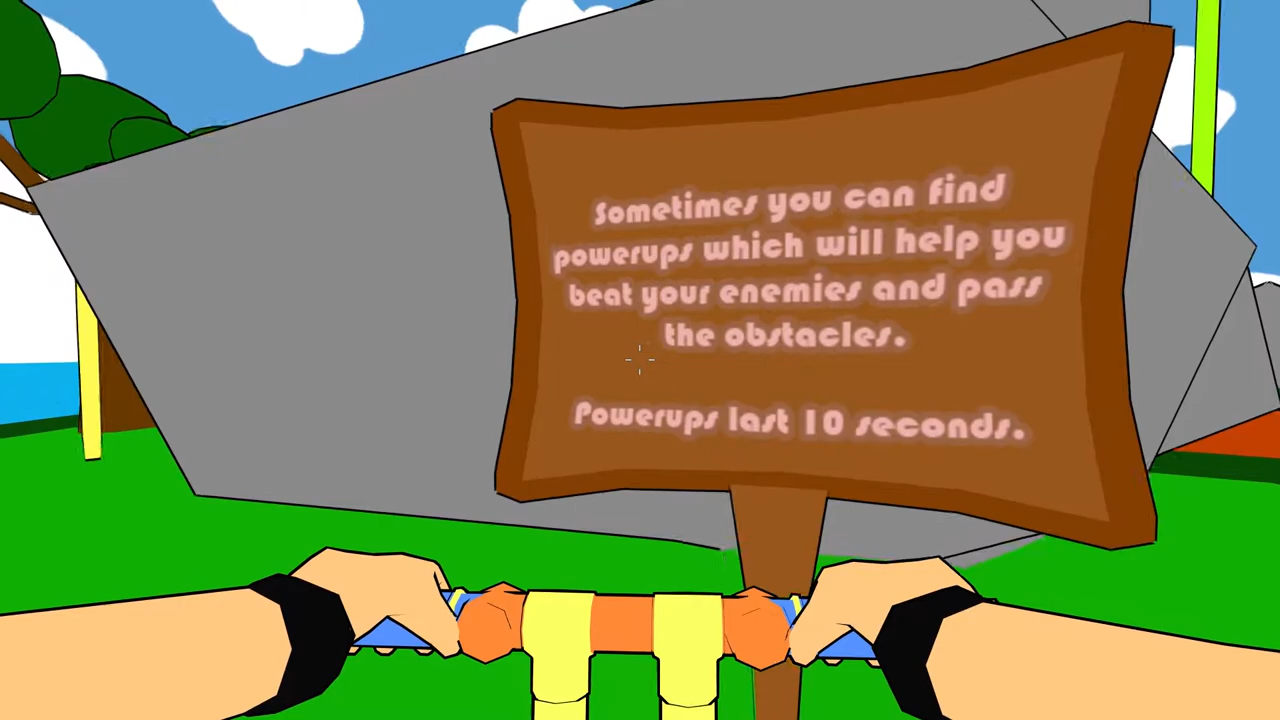 Sometimes you can find
powerups which will help you
beat your enemies and pass
the obstacles.
Powerups last 10 seconds.